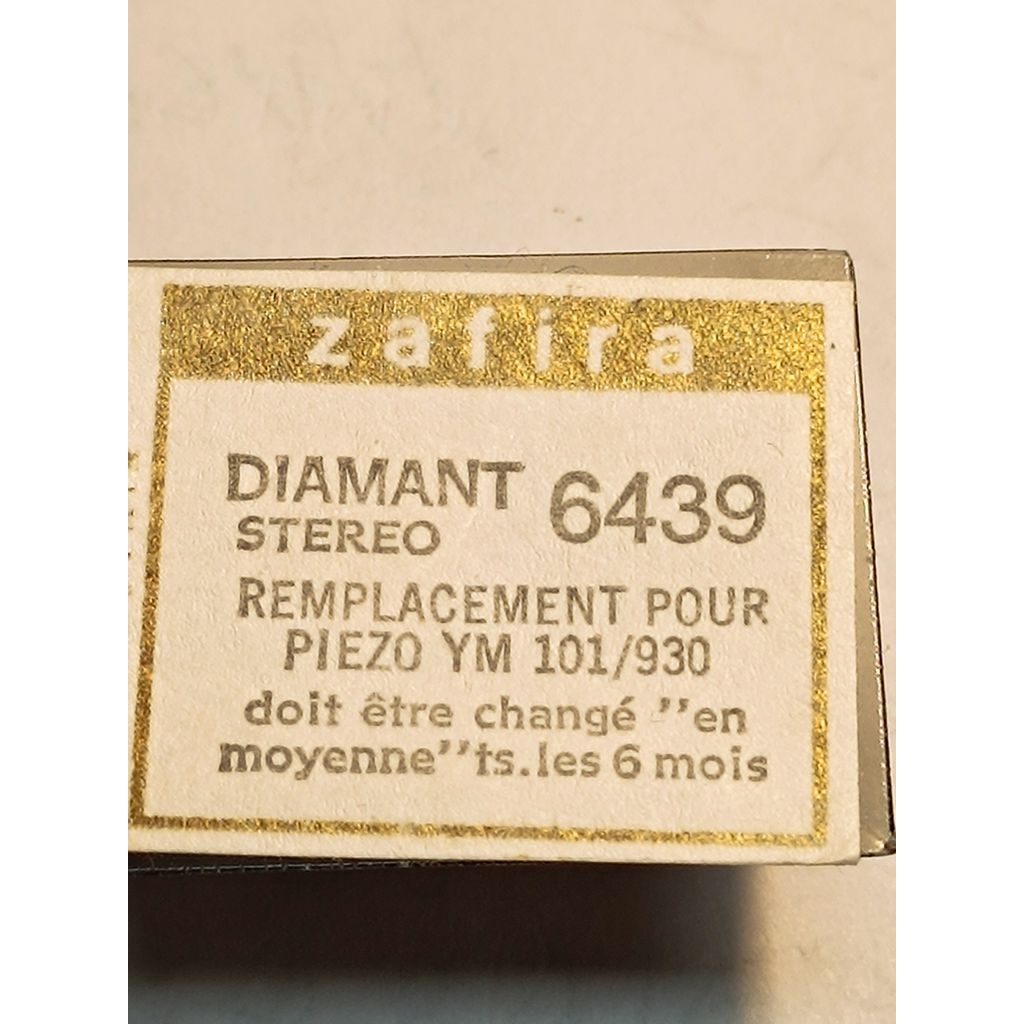 zafira
DIAMANT 6439
STEREO
REMPLACEMENT POUR
PIEZO YM 101/930
doit être changé "en
moyenne" ts.les 6 mois